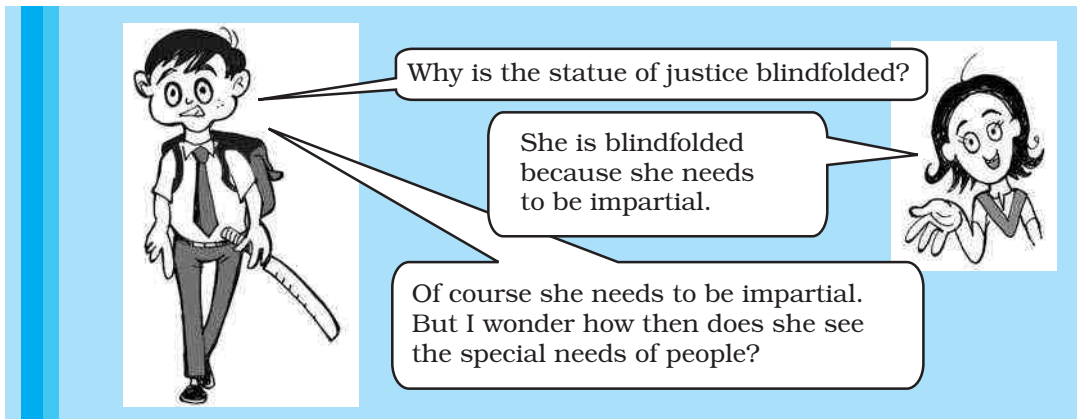 Why is the statue of justice blindfolded?
She is blindfolded
because she needs
to be impartial.
Of course she needs to be impartial.
But I wonder how then does she see
the special needs of people?